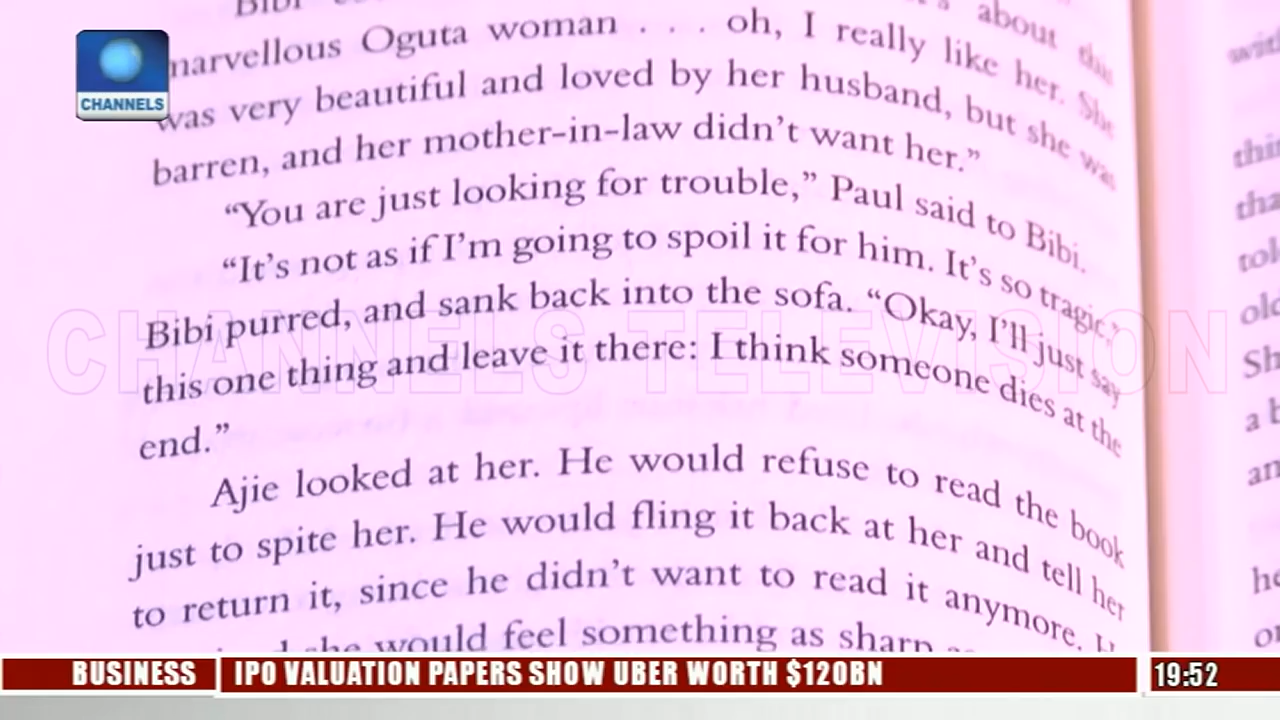 about this
marvellous Oguta woman . . . oh, I really like her. She
was very beautiful and loved by her husband, but she was
barren, and her mother-in-law didn't want her."
"You are just looking for trouble," Paul said to Bibi.
"It's not as if I'm going to spoil it for him. It's so tragic,"
Bibi purred, and sank back into the sofa. "Okay, I'll just say
this one thing and leave it there: I think someone dies at the
end."
Ajie looked at her. He would refuse to read the book
just to spite her. He would fling it back at her and tell her
to return it, since he didn't want to read it anymore.
she would feel something as sharp
CHANNELS
CHANNELS TELEVISION
BUSINESS
IPO VALUATION PAPERS SHOW UBER WORTH $120BN
19:52